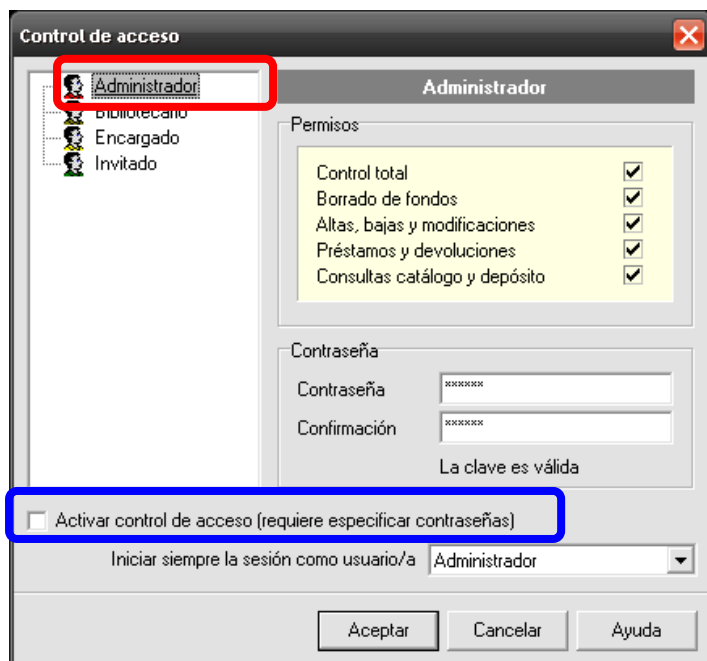 Control de acceso
Administrador
Bibliotecario
Encargado
Invitado
Administrador
Permisos
Control total
Borrado de fondos
Altas, bajas y modificaciones
Préstamos y devoluciones
Consultas catálogo y depósito
Contraseña
Contraseña
xxxxxx
Confirmación
xxxxxx
La clave es válida
Activar control de acceso (requiere especificar contraseñas)
Iniciar siempre la sesión como usuario/a
Administrador
Aceptar
Cancelar
Ayuda